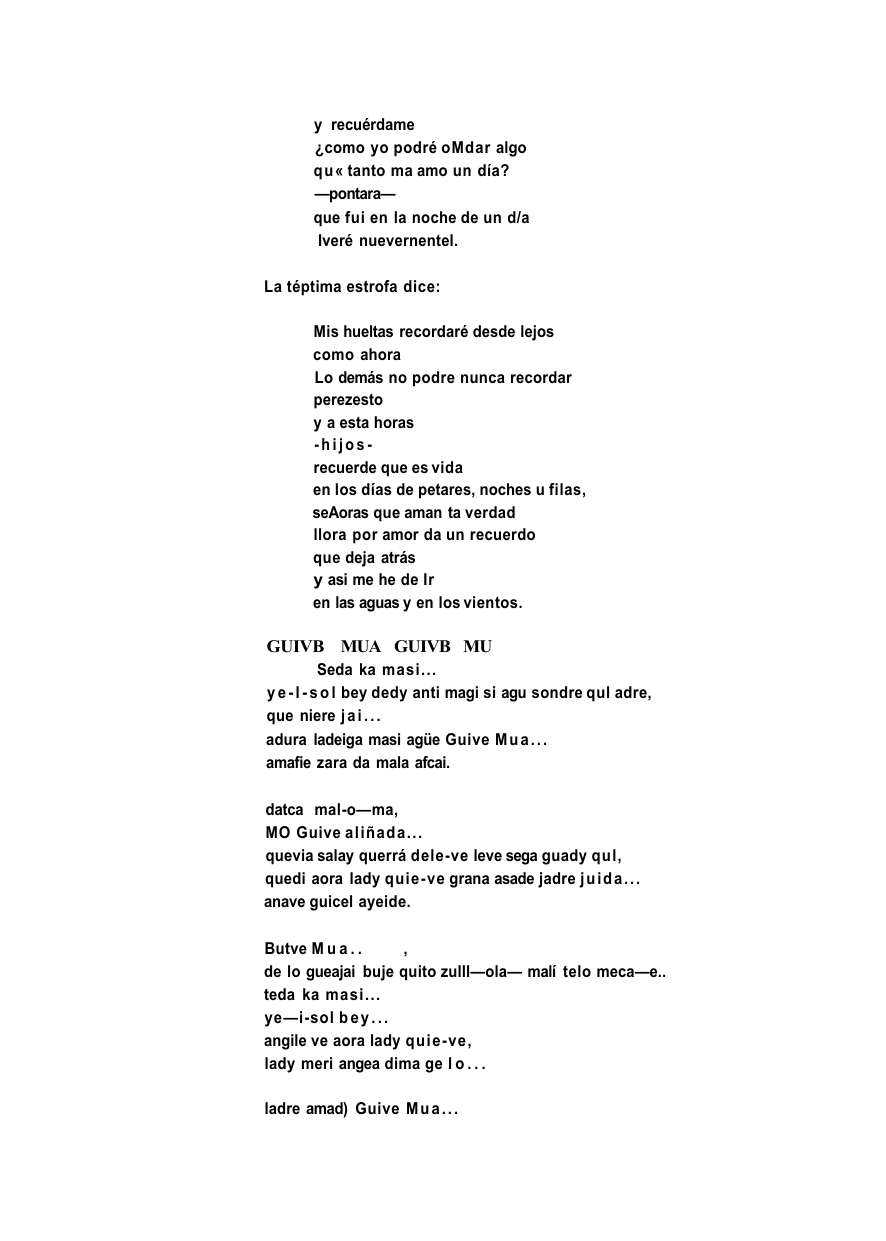 y recuérdame
¿como yo podré oMdar algo
qu« tanto ma amo un día?
—pontara—
que fui en la noche de un d/a
lveré nuevernentel.
La téptima estrofa dice:
Mis hueltas recordaré desde lejos
como ahora
Lo demás no podre nunca recordar
perezesto
y a esta horas
-hijos-
recuerde que es vida
en los días de petares, noches u filas,
seAoras que aman ta verdad
llora por amor da un recuerdo
que deja atrás
y asi me he de Ir
en las aguas y en los vientos.
GUIVB MUA GUIVB MU
Seda ka masi...
ye-l-sol bey dedy anti magi si agu sondre qul adre,
que niere jai...
adura ladeiga masi agüe Guive Mua...
amafie zara da mala afcai.
datca mal-o—ma,
MO Guive aliñada...
quevia salay querrá dele-ve leve sega guady qul,
quedi aora lady quie-ve grana asade jadre juida...
anave guicel ayeide.
Butve Mua.. ,
de lo gueajai buje quito zulll—ola— malí telo meca—e..
teda ka masi...
ye—i-sol bey...
angile ve aora lady quie-ve,
lady meri angea dima ge lo...
ladre amad) Guive Mua...